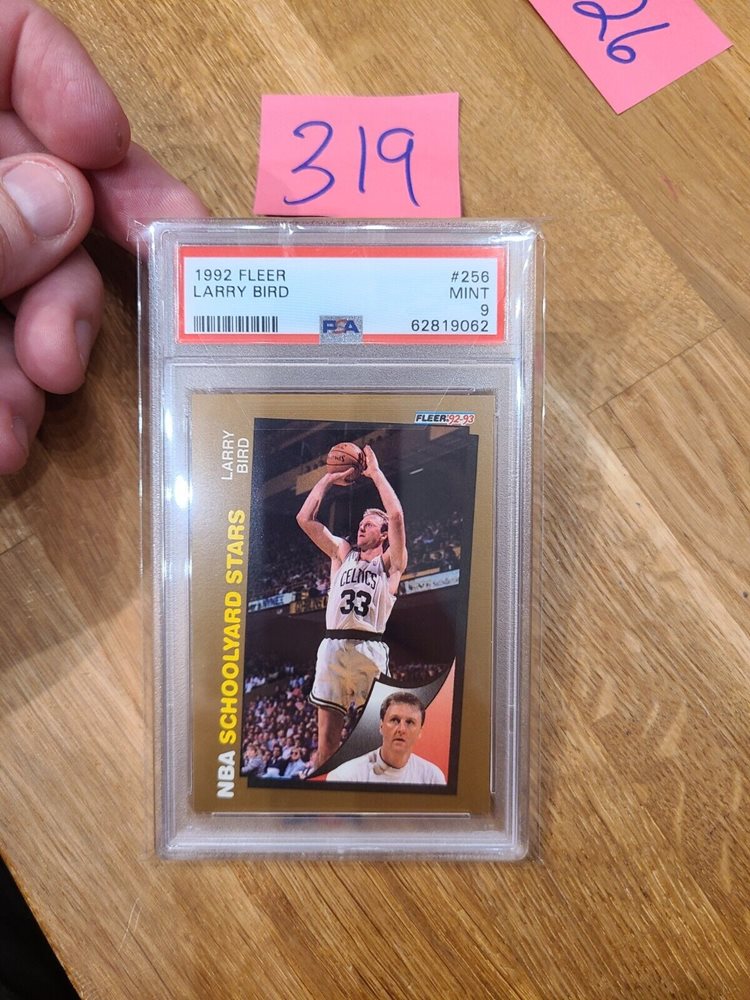 26
319
1992 FLEER #256
LARRY BIRD MINT
9
PSA 62819062
FLEER '92-93
LARRY
BIRD
NBA SCHOOLYARD STARS
CELTICS
33